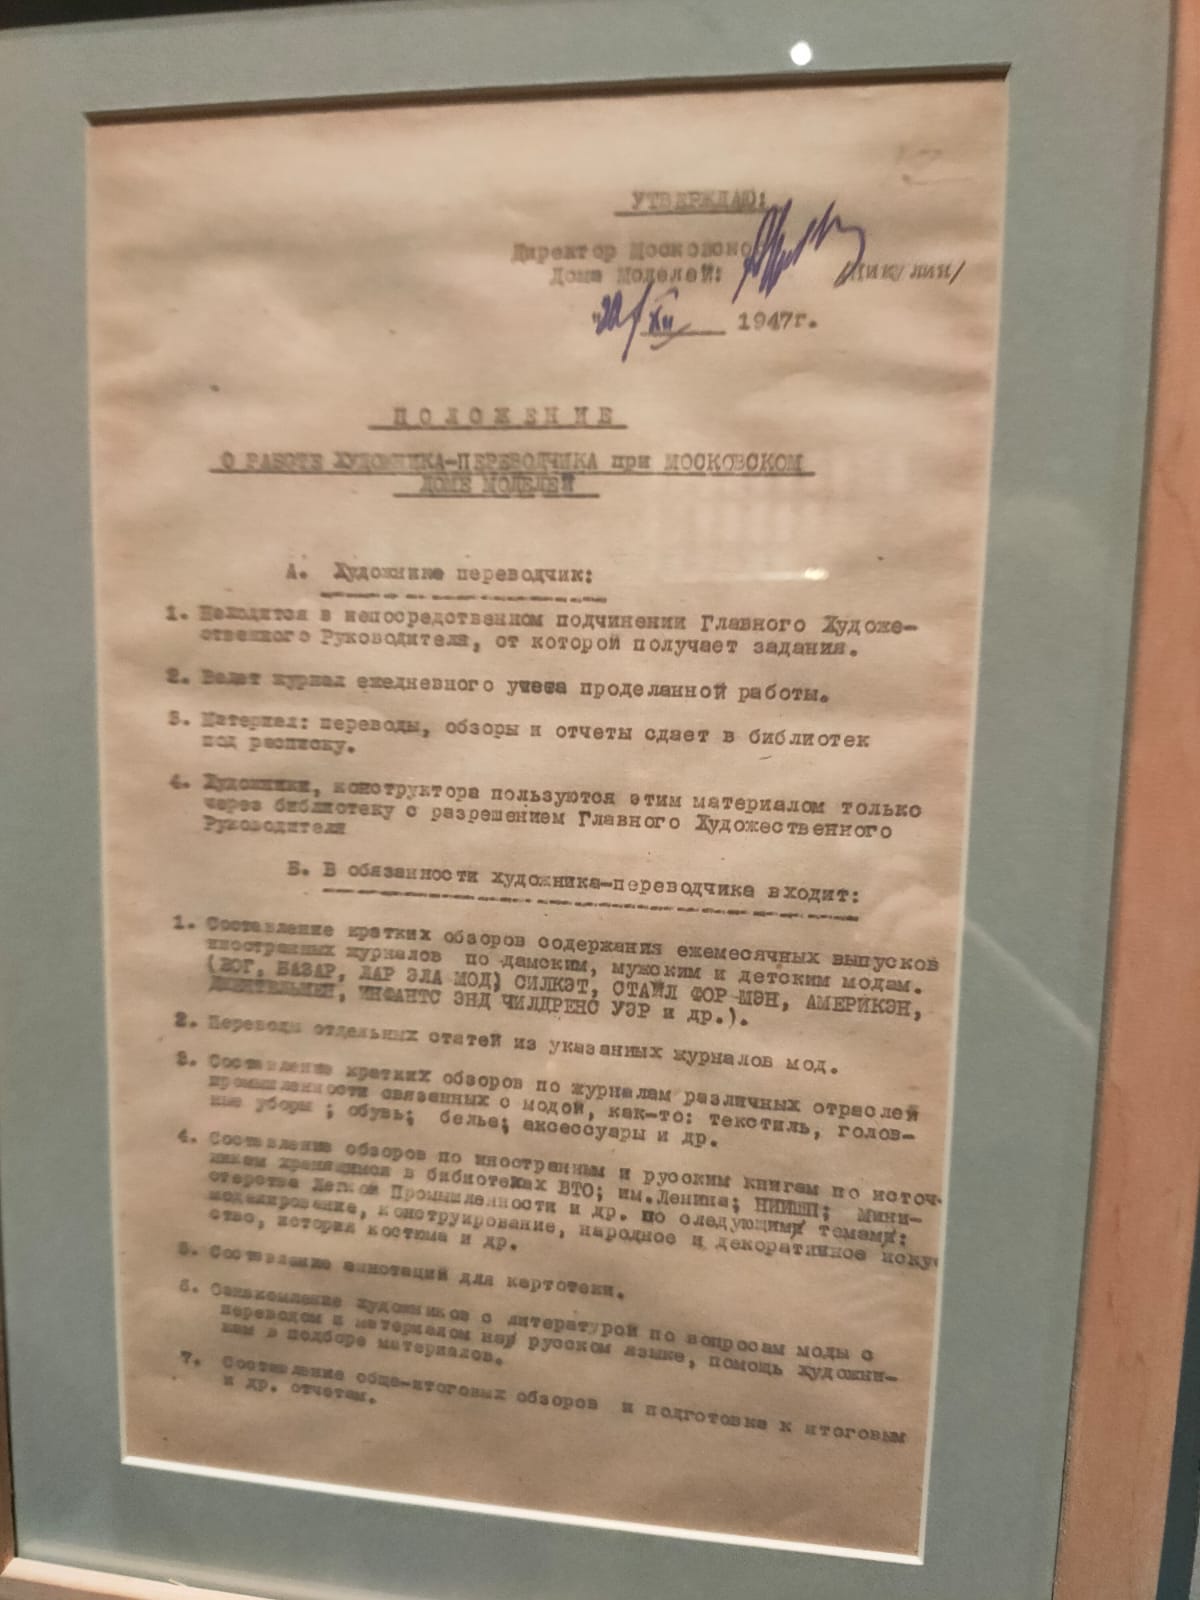 УТВЕРЖДАЮ:
Директор Московского
Дома Моделей: /Никулин/
"20/ XII 1947г.
ПОЛОЖЕНИЕ
О РАБОТЕ ХУДОЖНИКА-ПЕРЕВОДЧИКА при МОСКОВСКОМ
ДОМЕ МОДЕЛЕЙ
А. Художник переводчик:
1. Находится в непосредственном подчинении Главного Художе-
ственного Руководителя, от которой получает задания.
2. Ведет журнал ежедневного учета проделанной работы.
3. Материал: переводы, обзоры и отчеты сдает в библиотек
под расписку.
4. Художники, конструктора пользуются этим материалом только
через библиотеку с разрешением Главного Художественного
Руководителя
Б. В обязанности художника-переводчика входит:
1. Составление кратких обзоров содержания ежемесячных выпусков
иностранных журналов по дамским, мужским и детским модам.
(ВОГ, БАЗАР, ЛАР ЭЛА МОД, СИЛКЭТ, СТАЙЛ ФОР МЭН, АМЕРИКЭН,
ДЖЕНТЕЛЬМЕН, ИНФАНТС ЭНД ЧИЛДРЕНС УЭР и др.).
2. Переводы отдельных статей из указанных журналов мод.
3. Составление кратких обзоров по журналам различных отраслей
промышленности связанных с модой, как-то: текстиль, голов-
ные уборы ; обувь; белье; аксессуары и др.
4. Составление обзоров по иностранным и русским книгам по источ-
никам хранящимся в библиотеках ВТО; им.Ленина; НИИШП; Мини-
стерства Легкой Промышленности и др. по следующим темам:
моделирование, конструирование, народное и декоративное иску
ство, история костюма и др.
5. Составление аннотаций для картотеки.
6. Ознакомление художников с литературой по вопросам моды с
переводом и материалом на русском языке, помощь художни-
кам в подборе материалов.
7. Составление обще-итоговых обзоров и подготовка к итоговым
и др. отчетам.